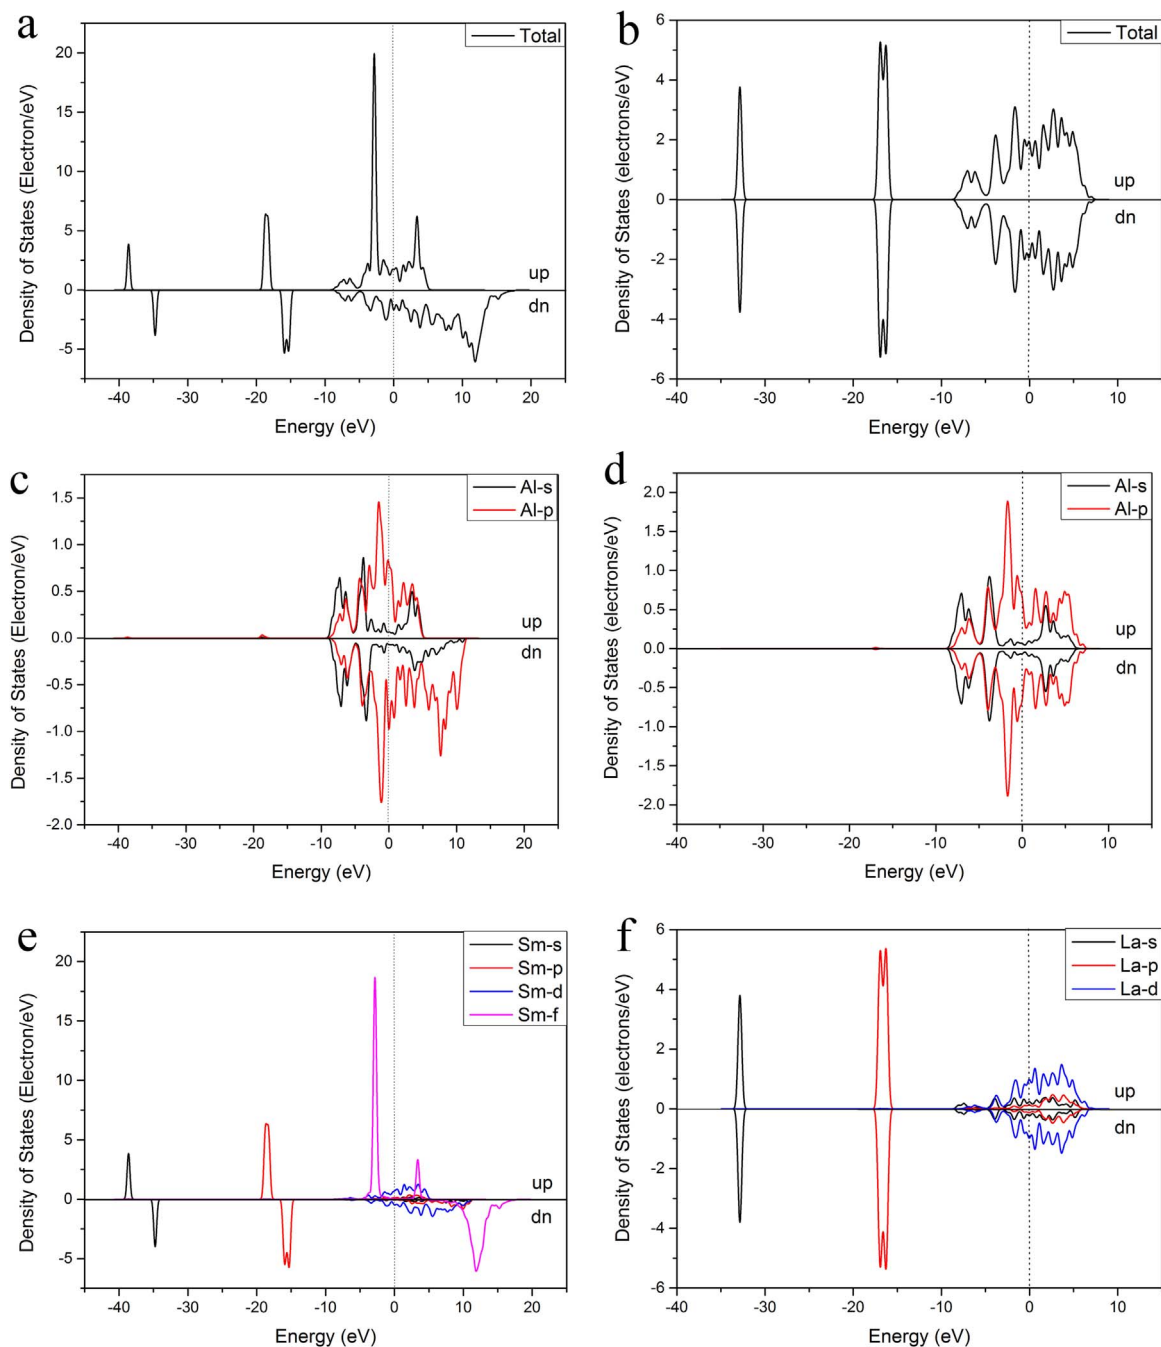 a
Total
20
15
10
5
0
-5
up
dn
-40
-30
-20
-10
0
10
20
Density of States (Electron/eV)
Energy (eV)
b
Total
6
4
2
0
-2
-4
-6
up
dn
-40
-30
-20
-10
0
10
Density of States (electrons/eV)
Energy (eV)
c
Al-s
Al-p
1.5
1.0
0.5
0.0
-0.5
-1.0
-1.5
-2.0
up
dn
-40
-30
-20
-10
0
10
20
Density of States (Electron/eV)
Energy (eV)
d
Al-s
Al-p
2.0
1.5
1.0
0.5
0.0
-0.5
-1.0
-1.5
-2.0
up
dn
-40
-30
-20
-10
0
10
Density of States (electrons/eV)
Energy (eV)
e
Sm-s
Sm-p
Sm-d
Sm-f
20
15
10
5
0
-5
up
dn
-40
-30
-20
-10
0
10
20
Density of States (Electron/eV)
Energy (eV)
f
La-s
La-p
La-d
6
4
2
0
-2
-4
-6
up
dn
-40
-30
-20
-10
0
10
Density of States (electrons/eV)
Energy (eV)